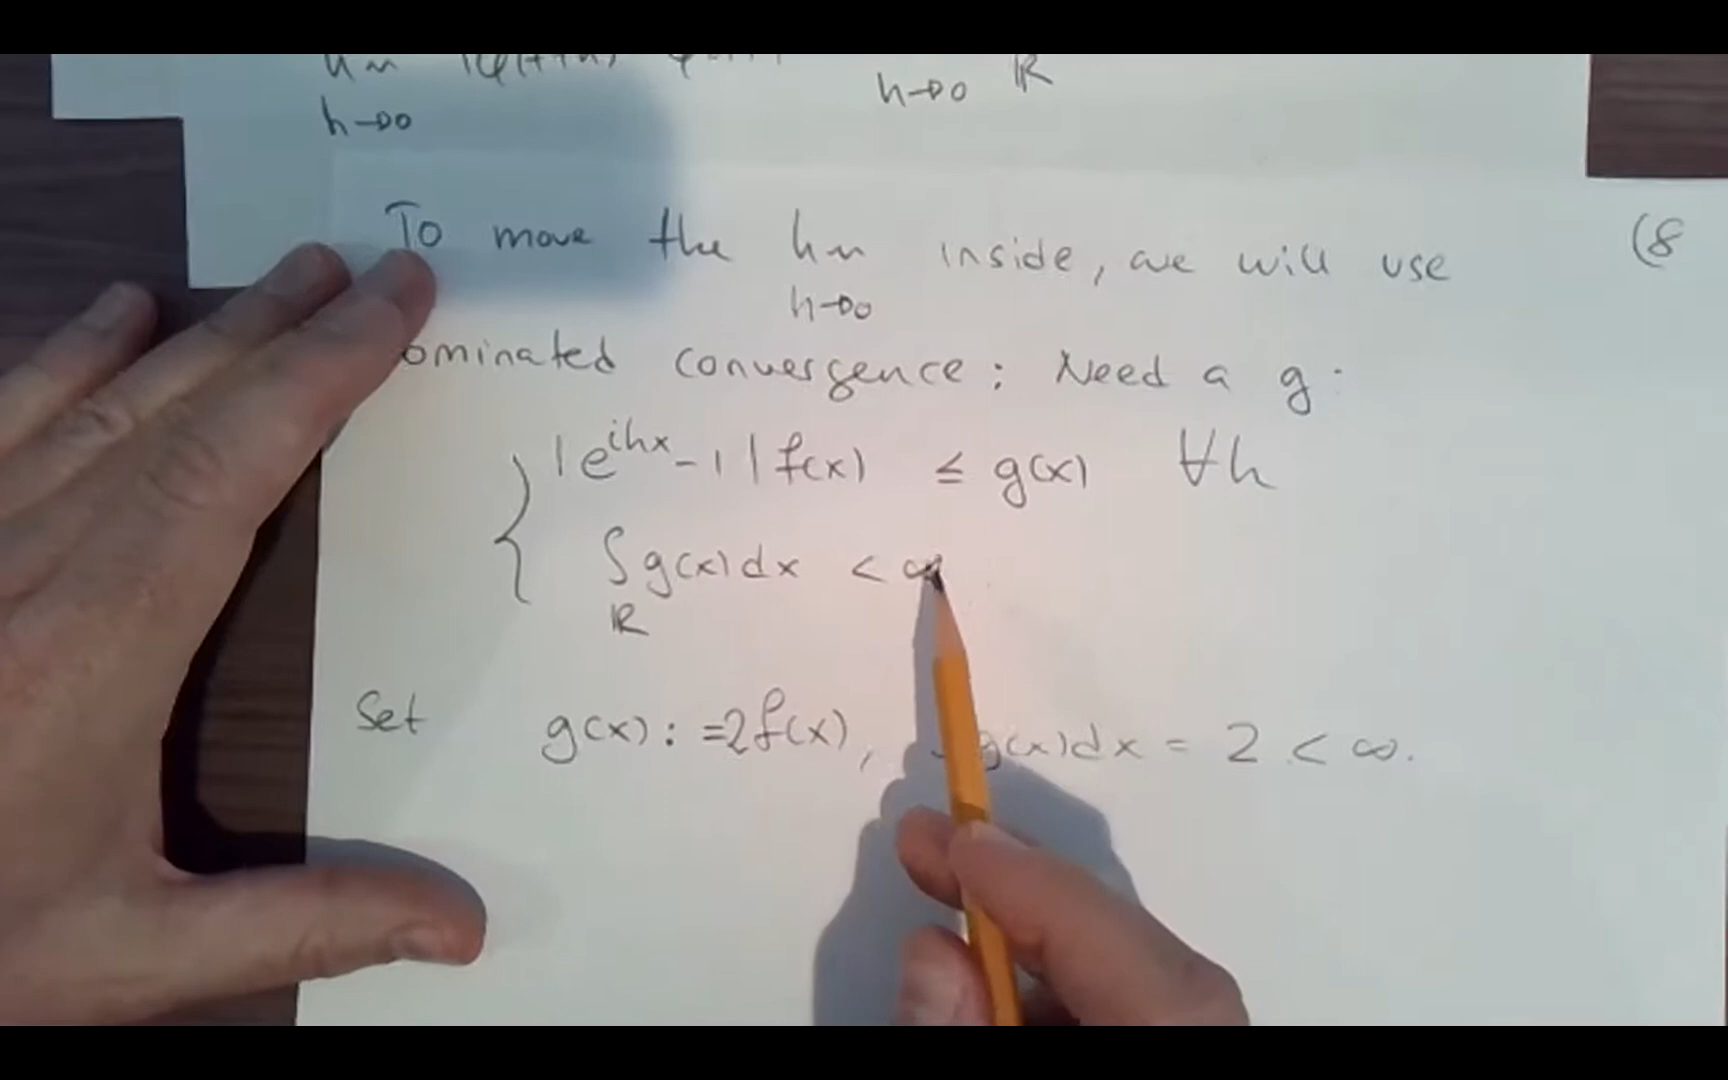 h→0 ℝ
h→0
To move the lim inside, we will use (8
h→0
ominated convergence: Need a g:
|e^{ihx} - 1| f(x) ≤ g(x) ∀h
∫ g(x)dx < ∞
ℝ
Set g(x) := 2f(x), g(x)dx = 2 < ∞.